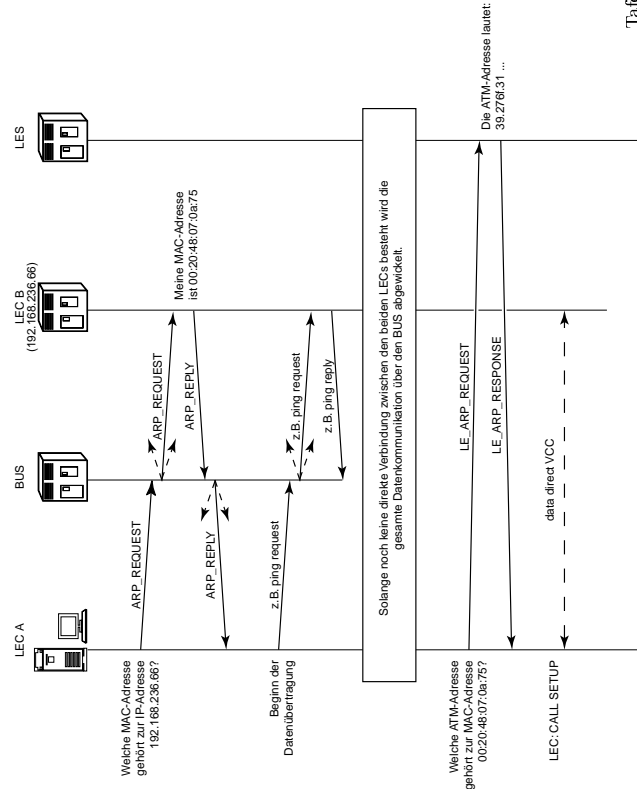 LEC A
BUS
LEC B
(192.168.236.66)
LES
Welche MAC-Adresse
gehört zur IP-Adresse
192.168.236.66?
ARP_REQUEST
ARP_REQUEST
Meine MAC-Adresse
ist 00:20:48:07:0a:75
ARP_REPLY
ARP_REPLY
Beginn der
Datenübertragung
z.B. ping request
z.B. ping request
z.B. ping reply
Solange noch keine direkte Verbindung zwischen den beiden LECs besteht wird die
gesamte Datenkommunikation über den BUS abgewickelt.
Welche ATM-Adresse
gehört zur MAC-Adresse
00:20:48:07:0a:75?
LE_ARP_REQUEST
Die ATM-Adresse lautet:
39.276f.31 ...
LE_ARP_RESPONSE
LEC: CALL SETUP
data direct VCC